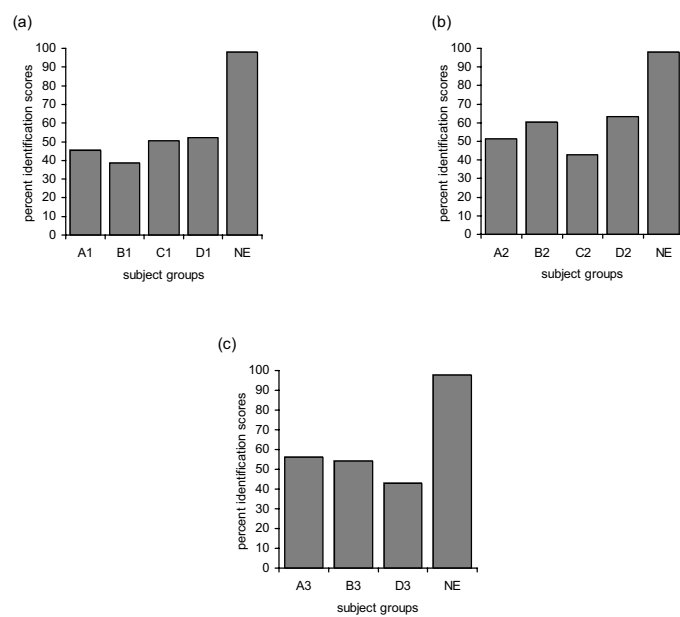 (a)
100
90
80
70
60
50
40
30
20
10
0
percent identification scores
A1 B1 C1 D1 NE
subject groups
(b)
100
90
80
70
60
50
40
30
20
10
0
percent identification scores
A2 B2 C2 D2 NE
subject groups
(c)
100
90
80
70
60
50
40
30
20
10
0
percent identification scores
A3 B3 D3 NE
subject groups